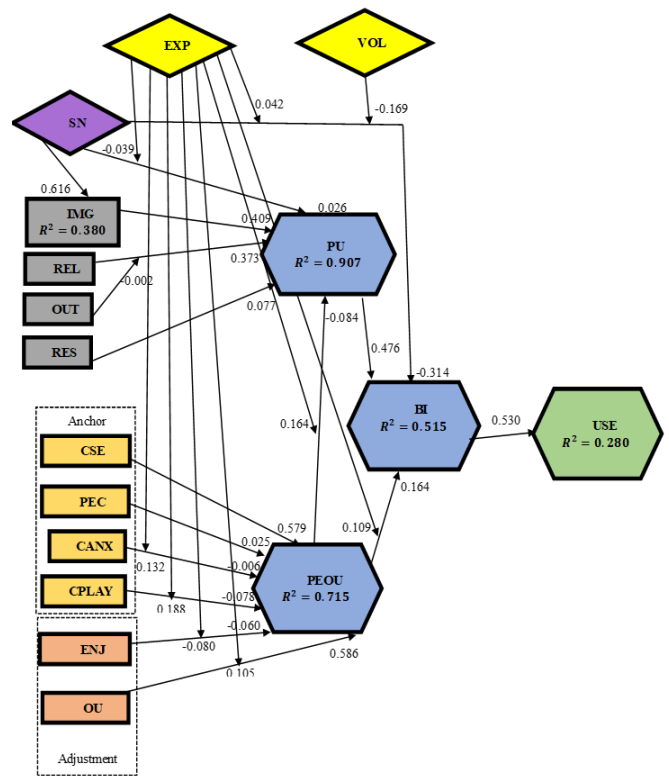 EXP
VOL
0.042
-0.169
SN
-0.039
0.616
0.026
IMG
R² = 0.380
0.409
PU
R² = 0.907
REL
0.373
-0.002
OUT
0.077
-0.084
RES
0.476
-0.314
BI
R² = 0.515
0.530
USE
R² = 0.280
Anchor
CSE
0.164
0.164
PEC
0.579
0.109
0.025
CANX
0.132
-0.006
PEOU
R² = 0.715
CPLAY
-0.078
0.188
-0.060
ENJ
-0.080
0.586
0.105
OU
Adjustment